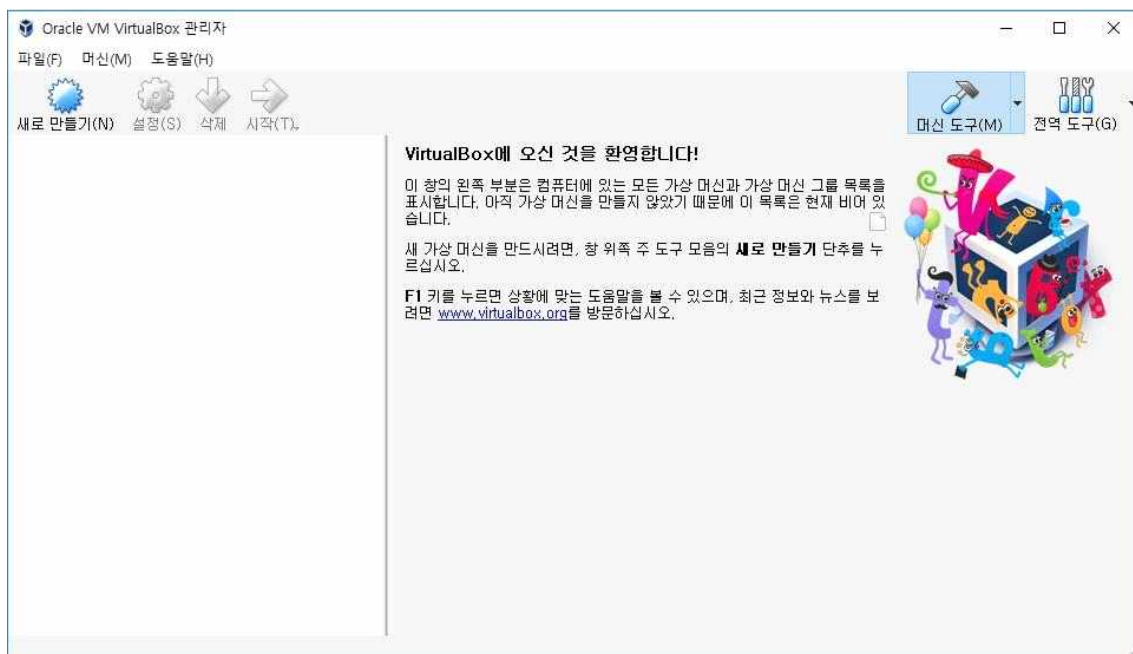 Oracle VM VirtualBox 관리자
파일(F) 머신(M) 도움말(H)
새로 만들기(N) 설정(S) 삭제 시작(T) 머신 도구(M) 전역 도구(G)
VirtualBox에 오신 것을 환영합니다!
이 창의 왼쪽 부분은 컴퓨터에 있는 모든 가상 머신과 가상 머신 그룹 목록을
표시합니다. 아직 가상 머신을 만들지 않았기 때문에 이 목록은 현재 비어 있
습니다.
새 가상 머신을 만드시려면, 창 위쪽 주 도구 모음의 새로 만들기 단추를 누
르십시오.
F1 키를 누르면 상황에 맞는 도움말을 볼 수 있으며, 최근 정보와 뉴스를 보
려면 www.virtualbox.org를 방문하십시오.